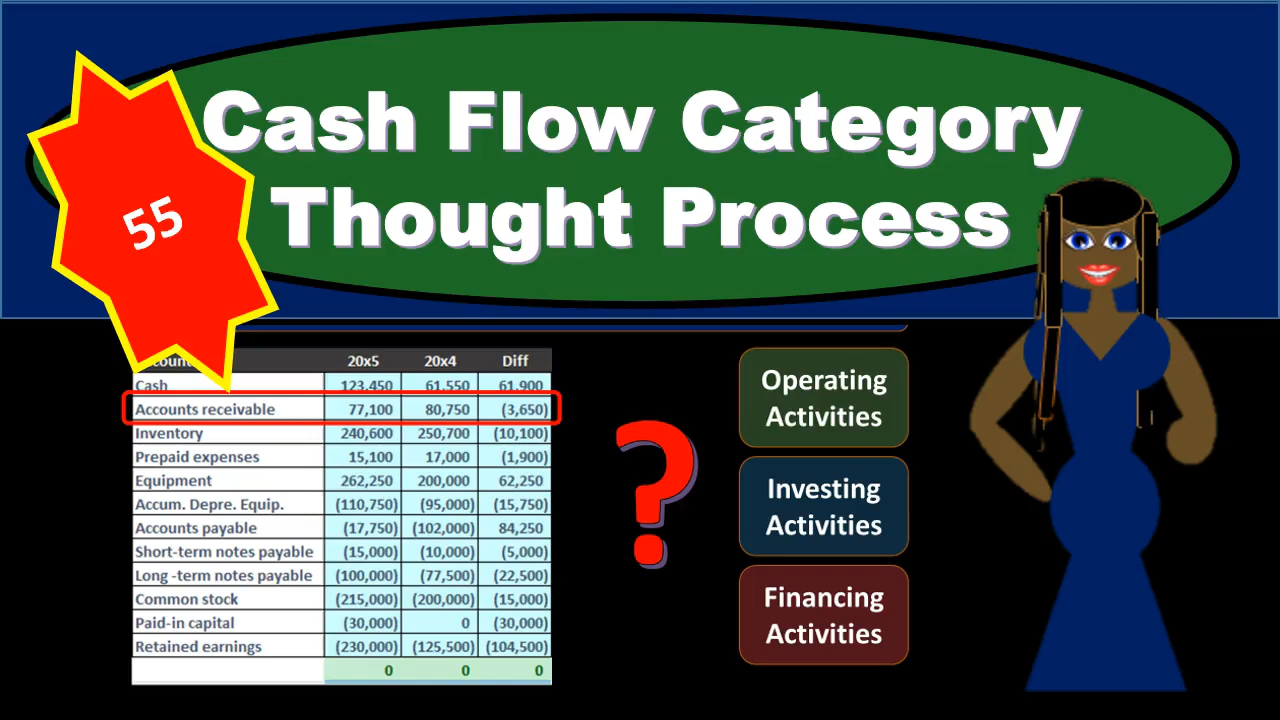 Cash Flow Category
Thought Process
55
20x5 20x4 Diff
Cash 123,450 61,550 61,900
Accounts receivable 77,100 80,750 (3,650)
Inventory 240,600 250,700 (10,100)
Prepaid expenses 15,100 17,000 (1,900)
Equipment 262,250 200,000 62,250
Accum. Depre. Equip. (110,750) (95,000) (15,750)
Accounts payable (17,750) (102,000) 84,250
Short-term notes payable (15,000) (10,000) (5,000)
Long -term notes payable (100,000) (77,500) (22,500)
Common stock (215,000) (200,000) (15,000)
Paid-in capital (30,000) 0 (30,000)
Retained earnings (230,000) (125,500) (104,500)
0 0 0
?
Operating
Activities
Investing
Activities
Financing
Activities